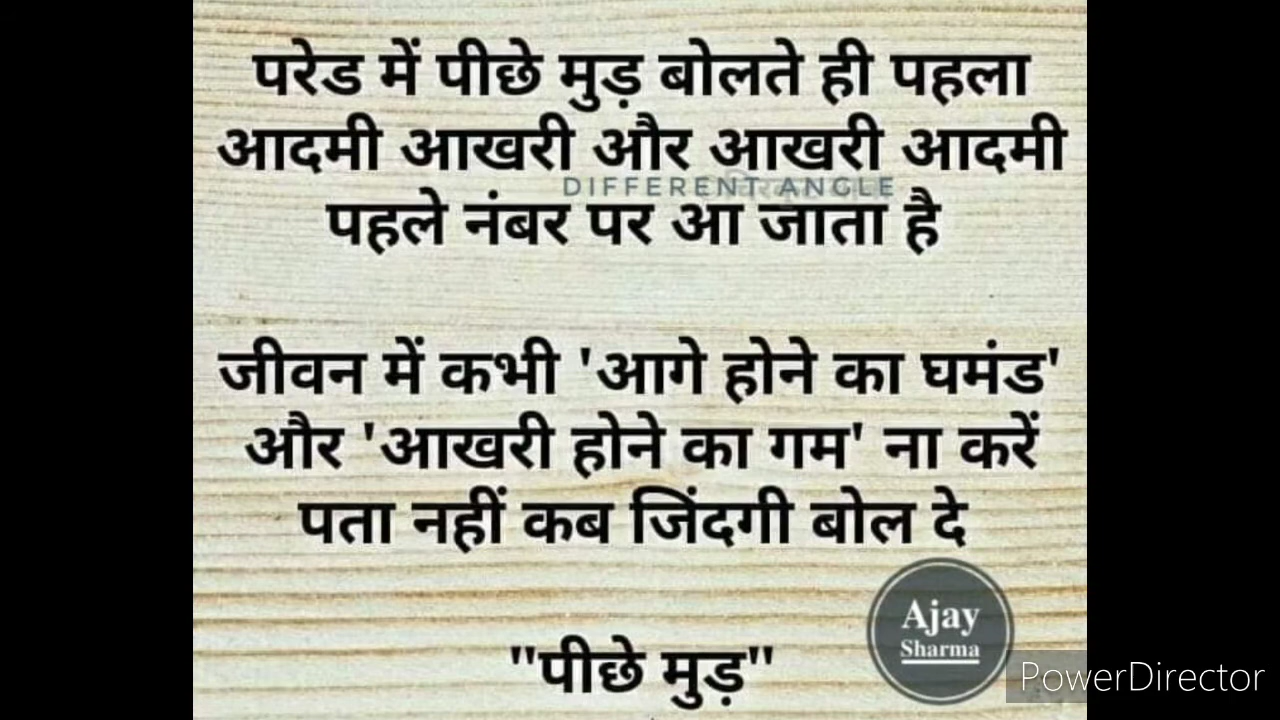 परेड में पीछे मुड़ बोलते ही पहला
आदमी आखरी और आखरी आदमी
DIFFERENT ANGLE
पहले नंबर पर आ जाता है
जीवन में कभी 'आगे होने का घमंड'
और 'आखरी होने का गम' ना करें
पता नहीं कब जिंदगी बोल दे
"पीछे मुड़"
Ajay
Sharma
PowerDirector